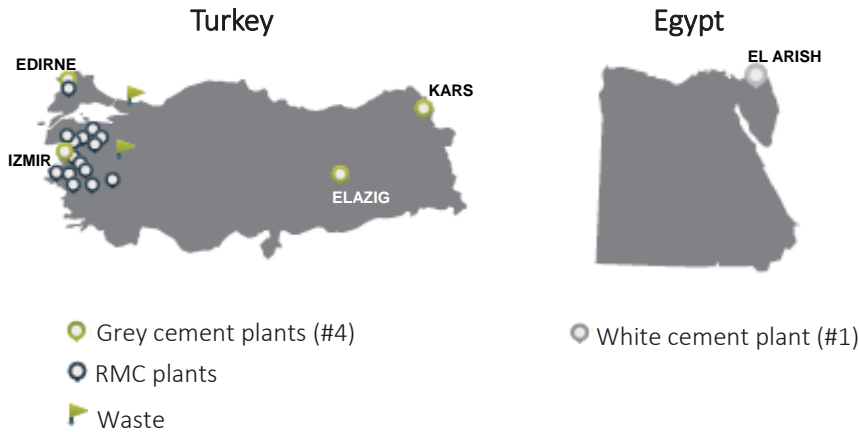 Turkey
Egypt
EDIRNE
EL ARISH
KARS
IZMIR
ELAZIG
Grey cement plants (#4)
White cement plant (#1)
RMC plants
Waste